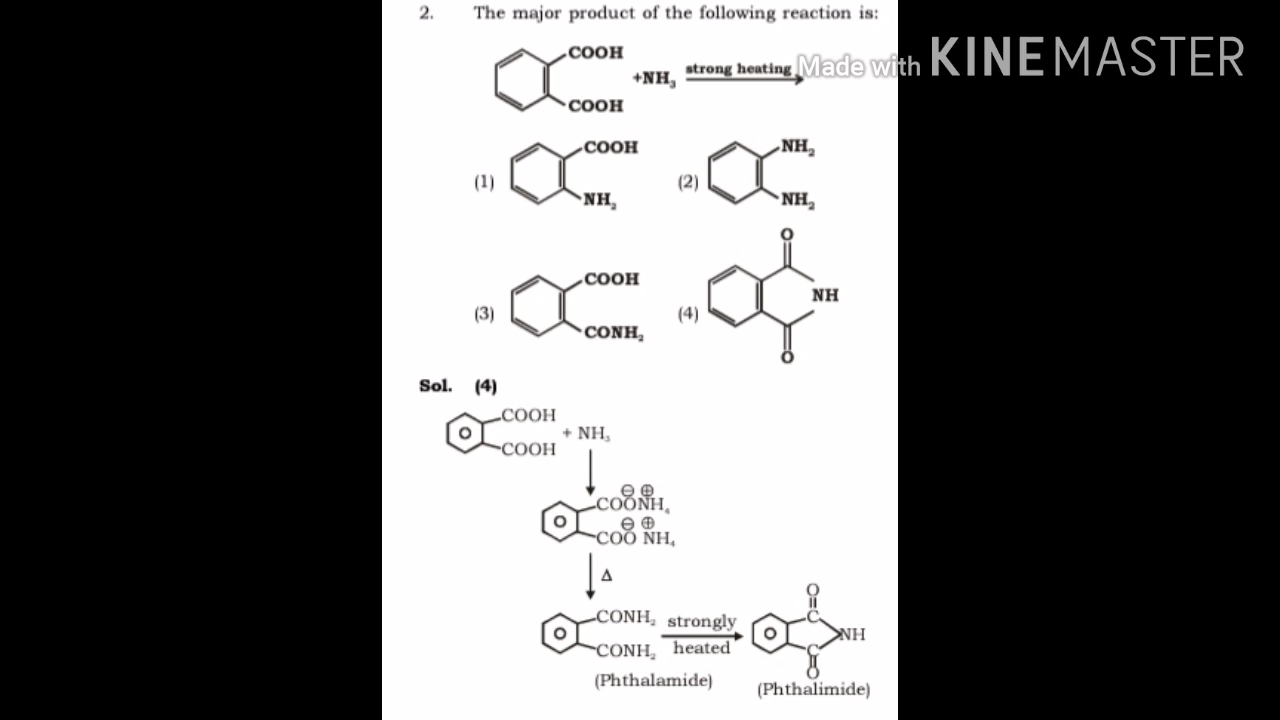 2. The major product of the following reaction is:
COOH
+NH₃ strong heating
COOH
Made with KINEMASTER
(1) COOH
NH₂
(2) NH₂
NH₂
(3) COOH
CONH₂
(4) O
NH
O
Sol. (4)
COOH
+ NH₃
COOH
⊖ ⊕
COONH₄
⊖ ⊕
COO NH₄
Δ
CONH₂
CONH₂
(Phthalamide)
strongly
heated
O
C
NH
C
O
(Phthalimide)